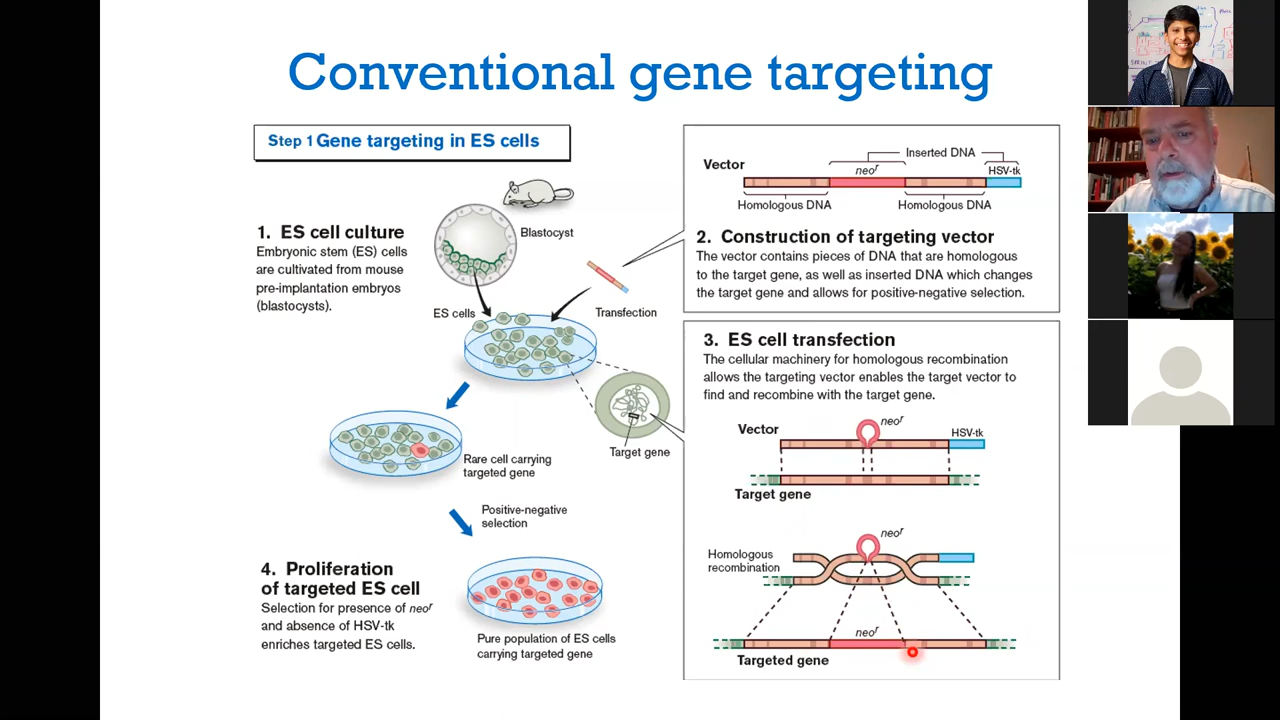 Conventional gene targeting
Step 1 Gene targeting in ES cells
1. ES cell culture
Embryonic stem (ES) cells
are cultivated from mouse
pre-implantation embryos
(blastocysts).
Blastocyst
ES cells
Transfection
Target gene
Rare cell carrying
targeted gene
Positive-negative
selection
4. Proliferation
of targeted ES cell
Selection for presence of neoʳ
and absence of HSV-tk
enriches targeted ES cells.
Pure population of ES cells
carrying targeted gene
Inserted DNA
Vector
neoʳ
HSV-tk
Homologous DNA
Homologous DNA
2. Construction of targeting vector
The vector contains pieces of DNA that are homologous
to the target gene, as well as inserted DNA which changes
the target gene and allows for positive-negative selection.
3. ES cell transfection
The cellular machinery for homologous recombination
allows the targeting vector enables the target vector to
find and recombine with the target gene.
neoʳ
Vector
HSV-tk
Target gene
neoʳ
Homologous
recombination
neoʳ
Targeted gene